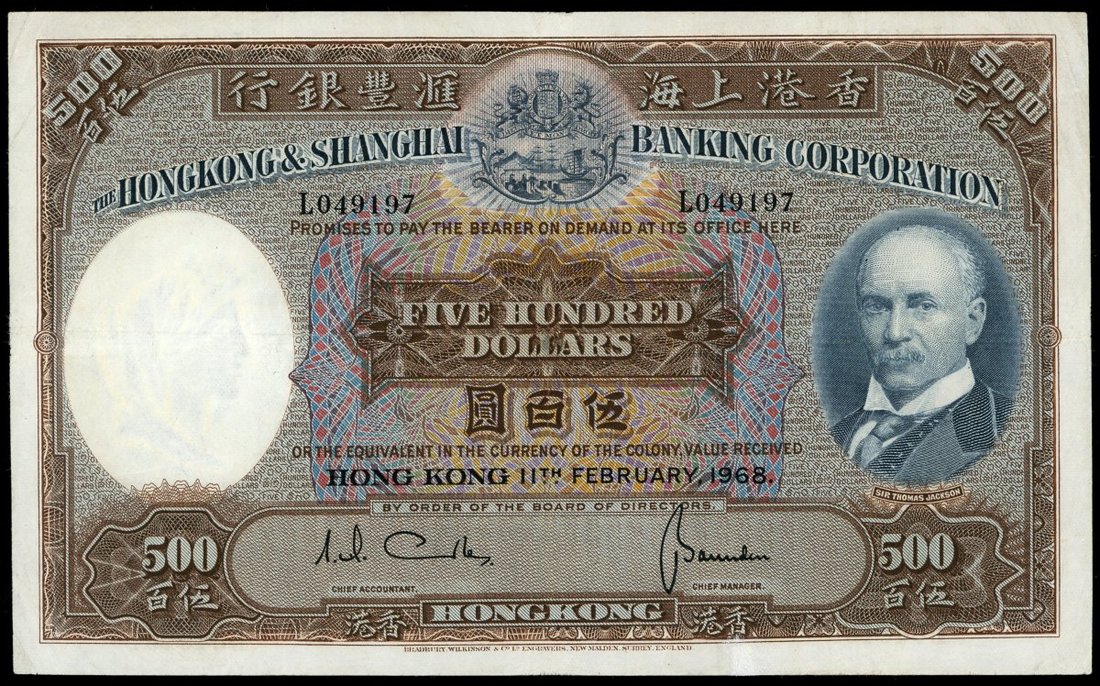 500
伍百
行銀豐滙 海上港香
500
伍百
THE HONGKONG & SHANGHAI BANKING CORPORATION
L049197 L049197
PROMISES TO PAY THE BEARER ON DEMAND AT ITS OFFICE HERE
FIVE HUNDRED
DOLLARS
圓百伍
OR THE EQUIVALENT IN THE CURRENCY OF THE COLONY, VALUE RECEIVED
HONG KONG 11TH FEBRUARY, 1968.
SIR THOMAS JACKSON
BY ORDER OF THE BOARD OF DIRECTORS.
500
百伍
CHIEF ACCOUNTANT. CHIEF MANAGER.
500
百伍
港香 HONGKONG 港香
BRADBURY, WILKINSON & Co Ld ENGRAVERS, NEW MALDEN, SURREY, ENGLAND